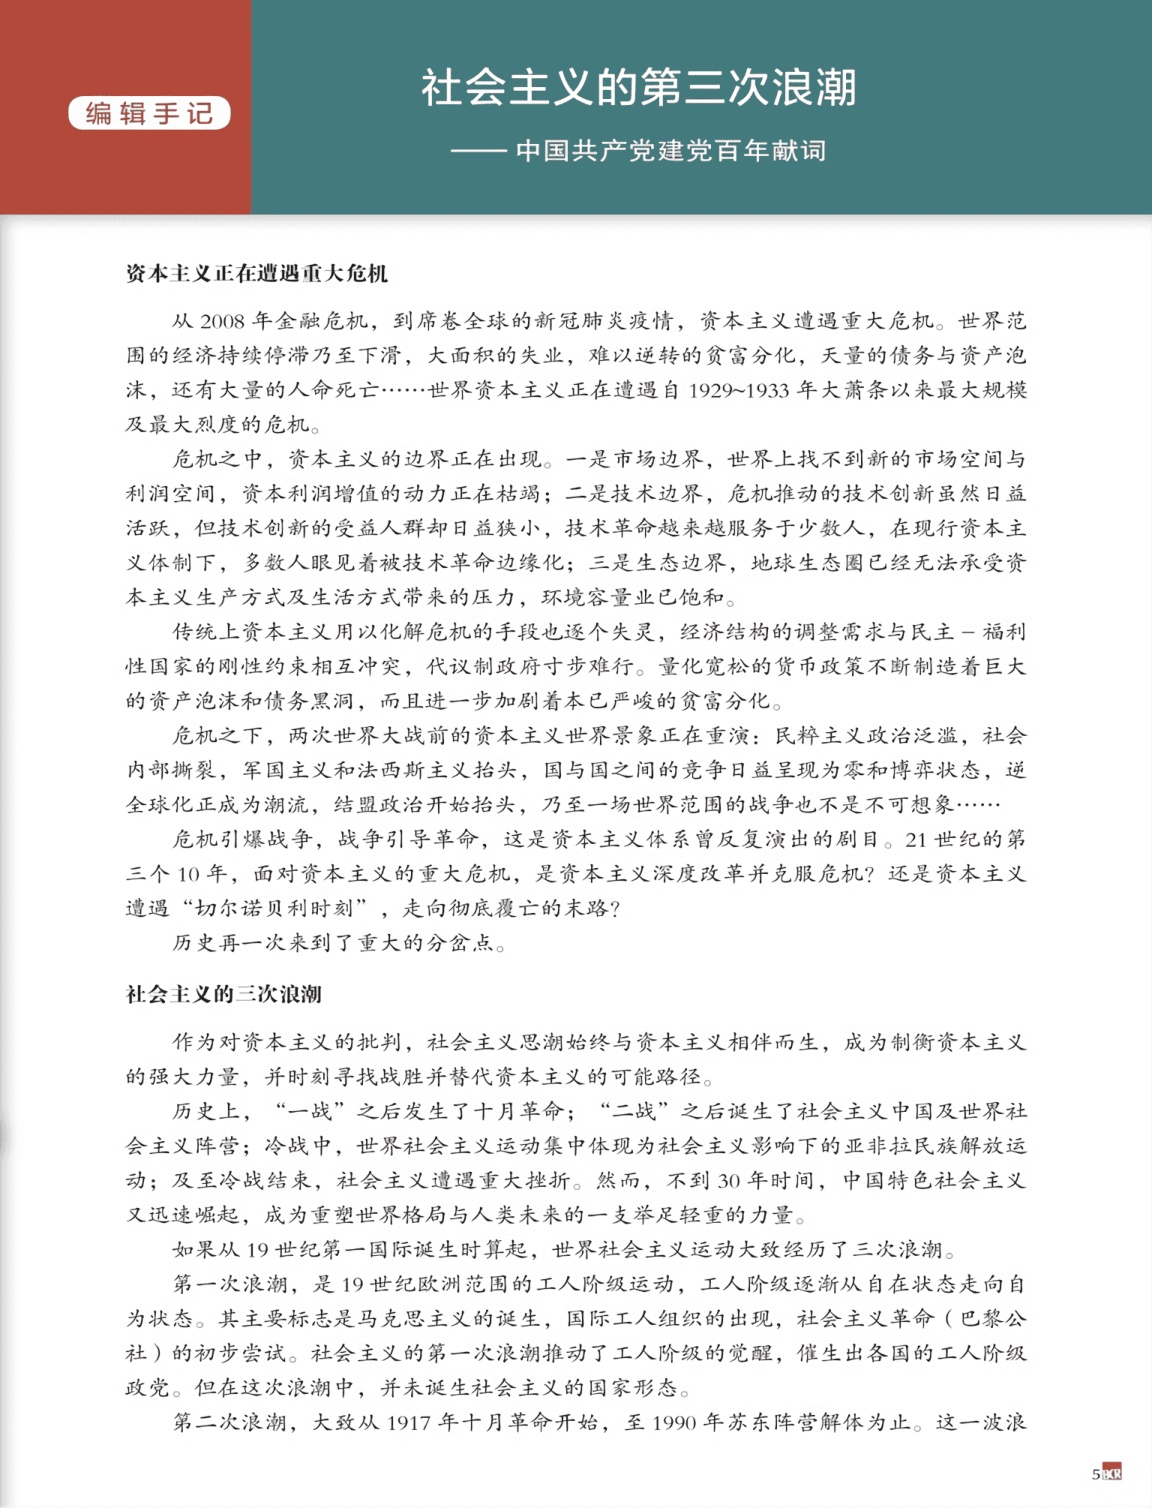 编辑手记
社会主义的第三次浪潮
—— 中国共产党建党百年献词
资本主义正在遭遇重大危机
从 2008 年金融危机，到席卷全球的新冠肺炎疫情，资本主义遭遇重大危机。世界范
围的经济持续停滞乃至下滑，大面积的失业，难以逆转的贫富分化，天量的债务与资产泡
沫，还有大量的人命死亡……世界资本主义正在遭遇自 1929~1933 年大萧条以来最大规模
及最大烈度的危机。
危机之中，资本主义的边界正在出现。一是市场边界，世界上找不到新的市场空间与
利润空间，资本利润增值的动力正在枯竭；二是技术边界，危机推动的技术创新虽然日益
活跃，但技术创新的受益人群却日益狭小，技术革命越来越服务于少数人，在现行资本主
义体制下，多数人眼见着被技术革命边缘化；三是生态边界，地球生态圈已经无法承受资
本主义生产方式及生活方式带来的压力，环境容量业已饱和。
传统上资本主义用以化解危机的手段也逐个失灵，经济结构的调整需求与民主 – 福利
性国家的刚性约束相互冲突，代议制政府寸步难行。量化宽松的货币政策不断制造着巨大
的资产泡沫和债务黑洞，而且进一步加剧着本已严峻的贫富分化。
危机之下，两次世界大战前的资本主义世界景象正在重演：民粹主义政治泛滥，社会
内部撕裂，军国主义和法西斯主义抬头，国与国之间的竞争日益呈现为零和博弈状态，逆
全球化正成为潮流，结盟政治开始抬头，乃至一场世界范围的战争也不是不可想象……
危机引爆战争，战争引导革命，这是资本主义体系曾反复演出的剧目。21 世纪的第
三个 10 年，面对资本主义的重大危机，是资本主义深度改革并克服危机？还是资本主义
遭遇“切尔诺贝利时刻”，走向彻底覆亡的末路？
历史再一次来到了重大的分岔点。
社会主义的三次浪潮
作为对资本主义的批判，社会主义思潮始终与资本主义相伴而生，成为制衡资本主义
的强大力量，并时刻寻找战胜并替代资本主义的可能路径。
历史上，“一战”之后发生了十月革命；“二战”之后诞生了社会主义中国及世界社
会主义阵营；冷战中，世界社会主义运动集中体现为社会主义影响下的亚非拉民族解放运
动；及至冷战结束，社会主义遭遇重大挫折。然而，不到 30 年时间，中国特色社会主义
又迅速崛起，成为重塑世界格局与人类未来的一支举足轻重的力量。
如果从 19 世纪第一国际诞生时算起，世界社会主义运动大致经历了三次浪潮。
第一次浪潮，是 19 世纪欧洲范围的工人阶级运动，工人阶级逐渐从自在状态走向自
为状态。其主要标志是马克思主义的诞生，国际工人组织的出现，社会主义革命（巴黎公
社）的初步尝试。社会主义的第一次浪潮推动了工人阶级的觉醒，催生出各国的工人阶级
政党。但在这次浪潮中，并未诞生社会主义的国家形态。
第二次浪潮，大致从 1917 年十月革命开始，至 1990 年苏东阵营解体为止。这一波浪
5 BCR